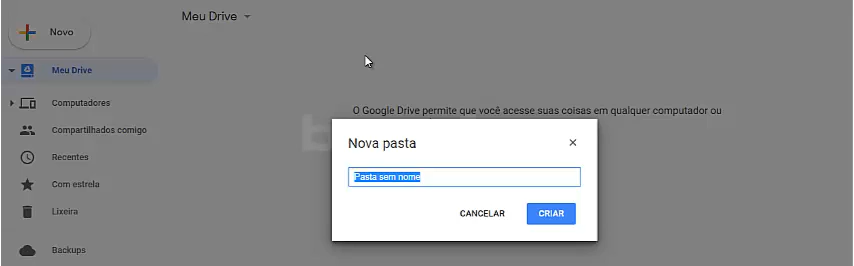 Meu Drive
Novo
Meu Drive
Computadores
Compartilhados comigo
Recentes
Com estrela
Lixeira
Backups
O Google Drive permite que você acesse suas coisas em qualquer computador ou
Nova pasta
Pasta sem nome
CANCELAR
CRIAR